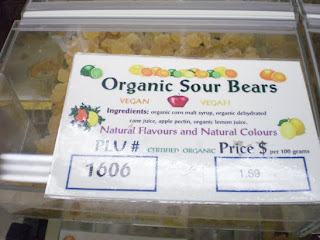 Organic Sour Bears
VEGAN VEGAN
Ingredients: organic corn malt syrup, organic dehydrated
cane juice, apple pectin, organic lemon juice.
Natural Flavours and Natural Colours
PLU # CERTIFIED ORGANIC Price $ per 100 grams
1606 1.69